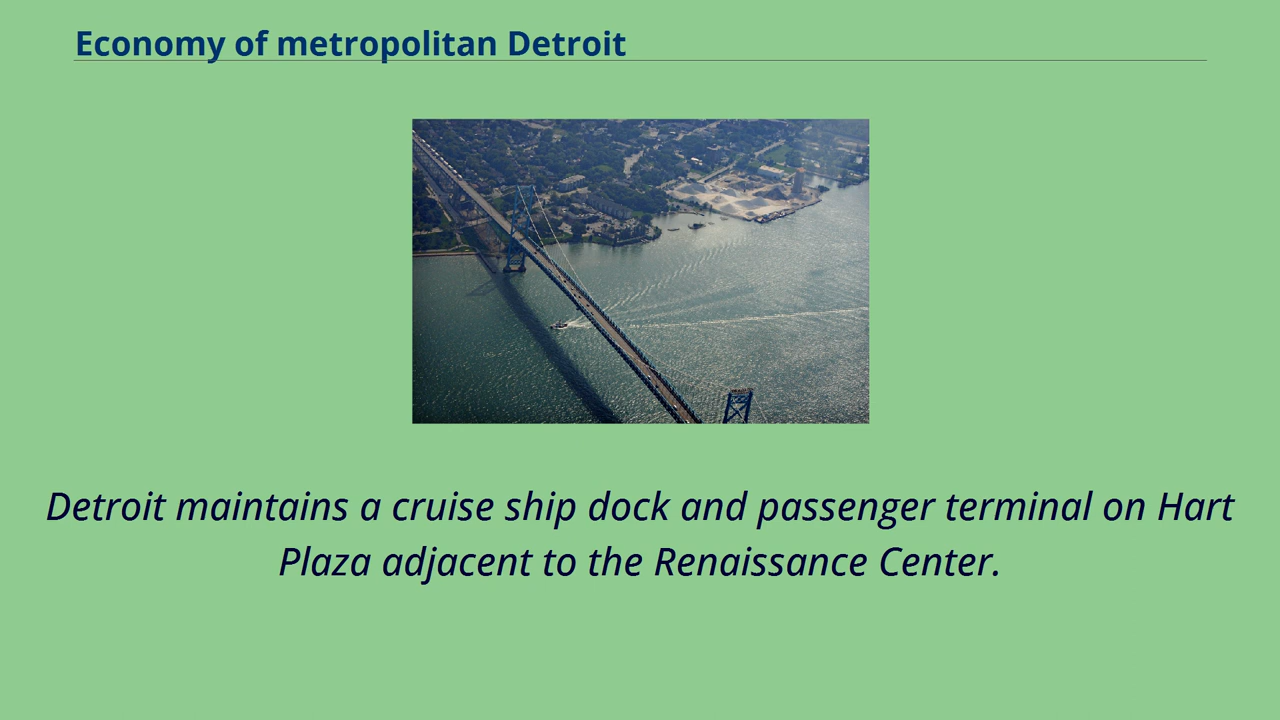 Economy of metropolitan Detroit
Detroit maintains a cruise ship dock and passenger terminal on Hart
Plaza adjacent to the Renaissance Center.